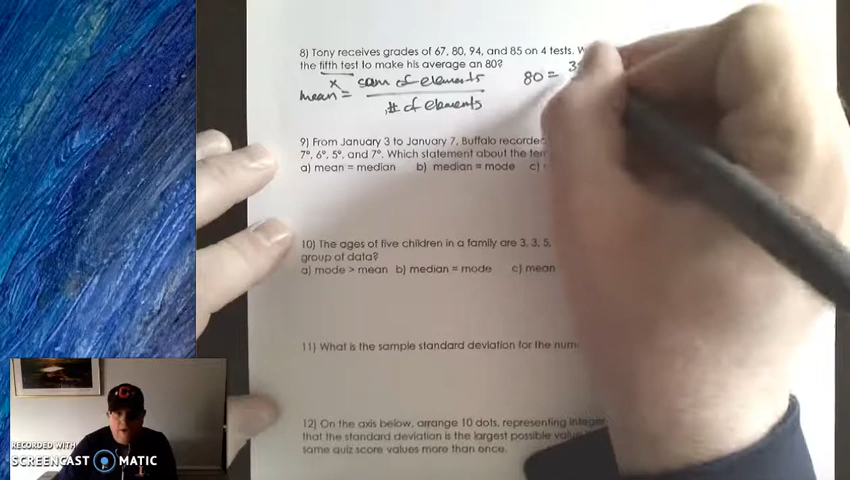 8) Tony receives grades of 67, 80, 94, and 85 on 4 tests.
the fifth test to make his average an 80?
x
mean = sum of elements
# of elements
80 =
9) From January 3 to January 7, Buffalo recorded
7°, 6°, 5°, and 7°. Which statement about the
a) mean = median b) median = mode c)
10) The ages of five children in a family are 3, 3, 5,
group of data?
a) mode > mean b) median = mode c) mean
11) What is the sample standard deviation for the
12) On the axis below, arrange 10 dots, representing integer
that the standard deviation is the largest possible value
same quiz score values more than once.
C
RECORDED WITH
SCREENCAST MATIC